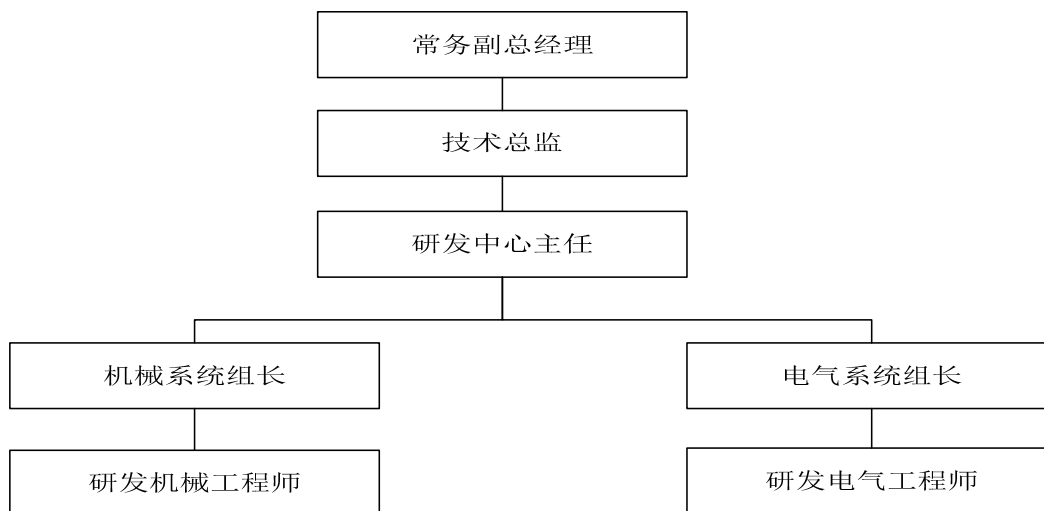 常务副总经理
技术总监
研发中心主任
机械系统组长
电气系统组长
研发机械工程师
研发电气工程师